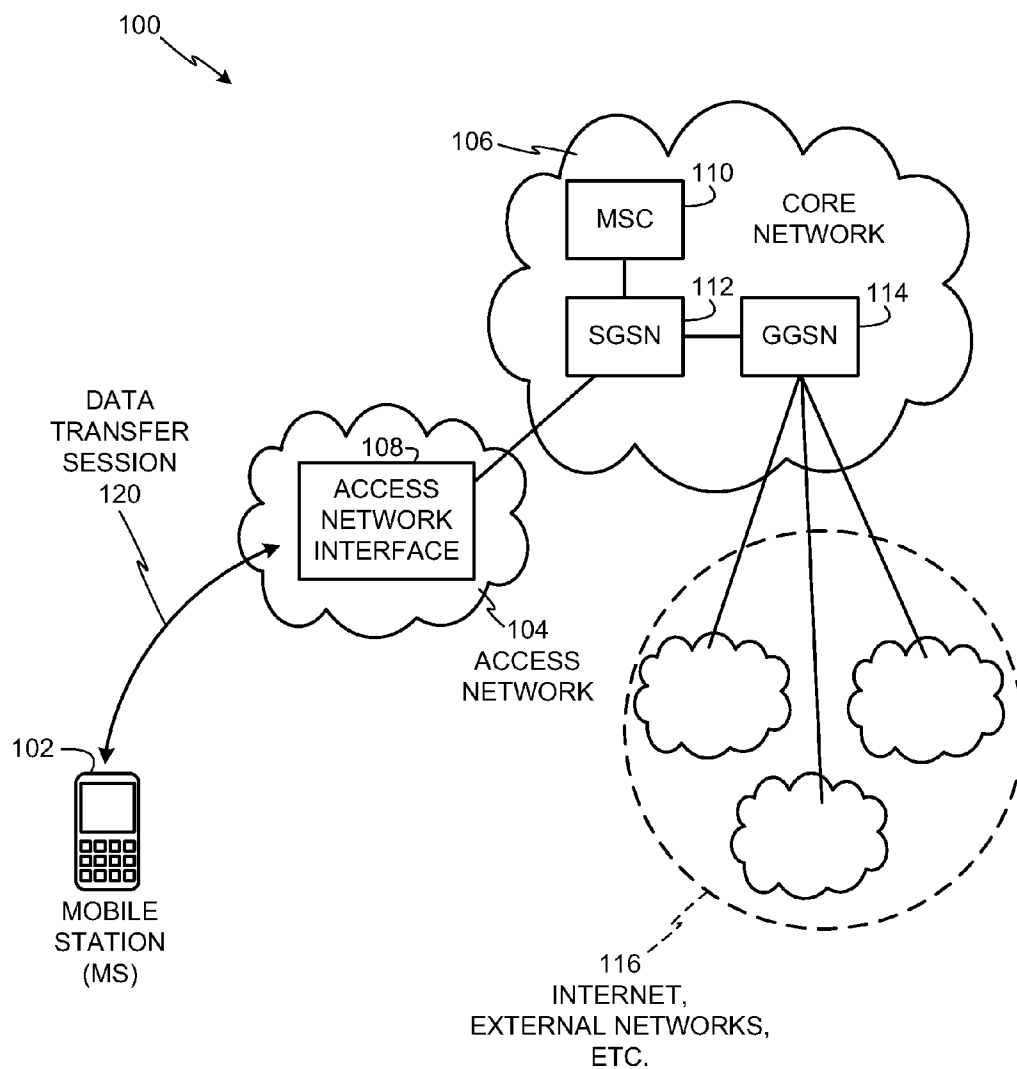 100
106
110
MSC
CORE
NETWORK
112
114
SGSN
GGSN
DATA
TRANSFER
SESSION
120
108
ACCESS
NETWORK
INTERFACE
104
ACCESS
NETWORK
102
MOBILE
STATION
(MS)
116
INTERNET,
EXTERNAL NETWORKS,
ETC.